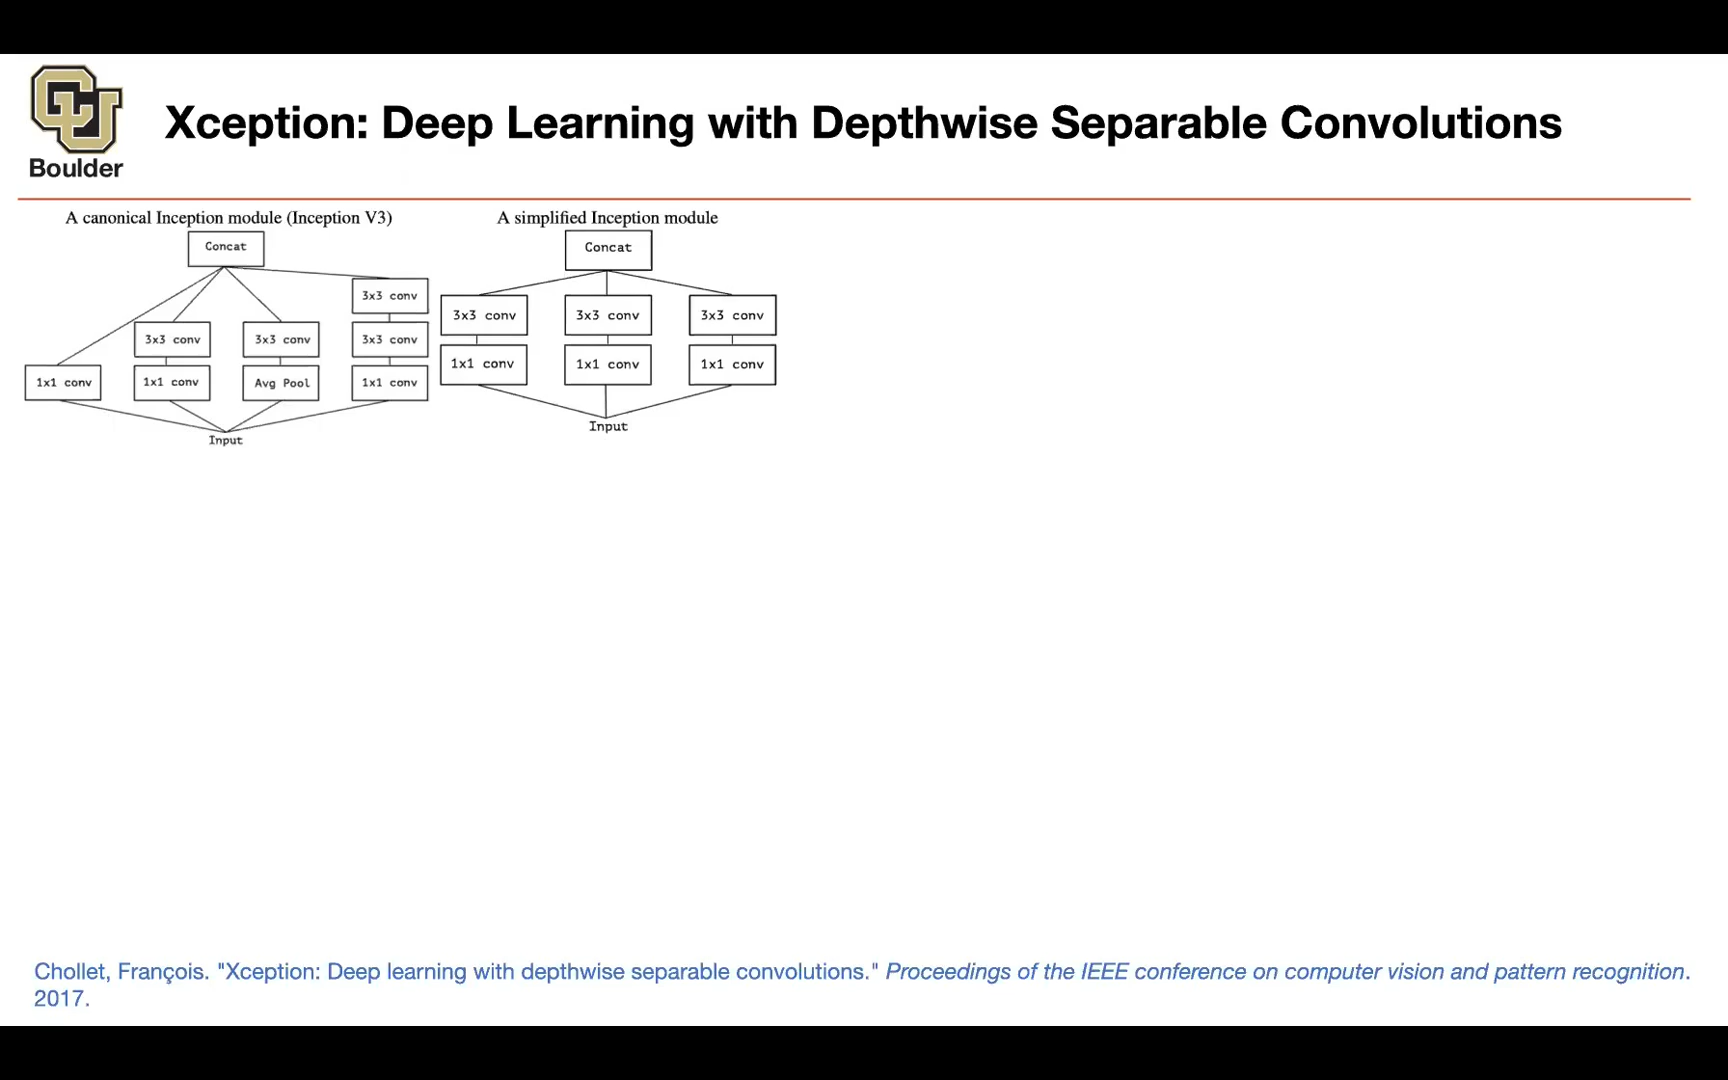 CU
Boulder
Xception: Deep Learning with Depthwise Separable Convolutions
A canonical Inception module (Inception V3)
Concat
3x3 conv
3x3 conv
3x3 conv
3x3 conv
1x1 conv
1x1 conv
Avg Pool
1x1 conv
Input
A simplified Inception module
Concat
3x3 conv
3x3 conv
3x3 conv
1x1 conv
1x1 conv
1x1 conv
Input
Chollet, François. "Xception: Deep learning with depthwise separable convolutions." Proceedings of the IEEE conference on computer vision and pattern recognition.
2017.